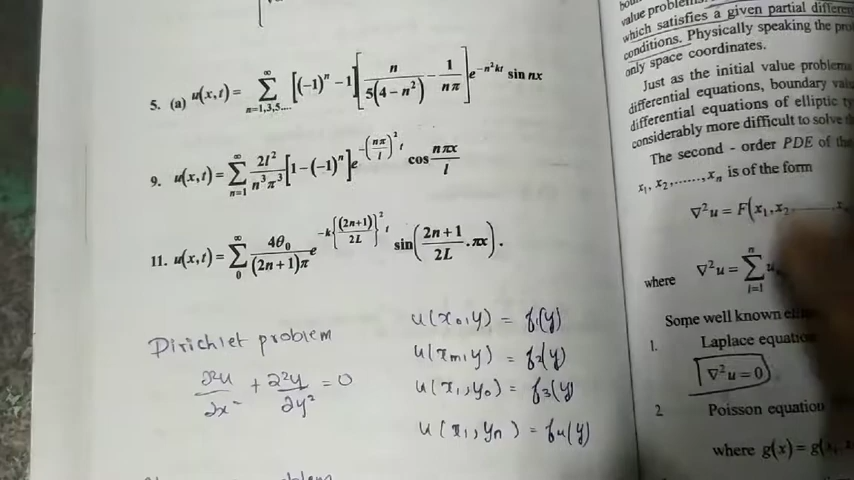 5. (a) u(x,t) = ∑_{n=1,3,5....}^{∞} [(-1)^n - 1] [n/5(4-n²) - 1/nπ] e^{-n²kt} sin nx
9. u(x,t) = ∑_{n=1}^{∞} 2l²/n³π³ [1-(-1)^n] e^{-(nπ/l)² t} cos nπx/l
11. u(x,t) = ∑_{0}^{∞} 4θ₀/(2n+1)π e^{-k{(2n+1)/2L}² t} sin((2n+1)/2L .πx).
Dirichlet problem
∂²u/∂x² + ∂²y/∂y² = 0
u(x₀,y) = f₁(y)
u(xm,y) = f₂(y)
u(x₁,y₀) = f₃(y)
u(x₁,yn) = f₄(y)
problem
value problems.
which satisfies a given partial differen
conditions. Physically speaking the pro
only space coordinates.
Just as the initial value problems
differential equations, boundary valu
differential equations of elliptic ty
considerably more difficult to solve th
The second - order PDE of the
x₁, x₂,......, xₙ is of the form
∇²u = F(x₁,x₂,
where ∇²u = ∑_{i=1}^{n} u
Some well known
1. Laplace equatio
∇²u = 0
2 Poisson equation
where g(x) = g(